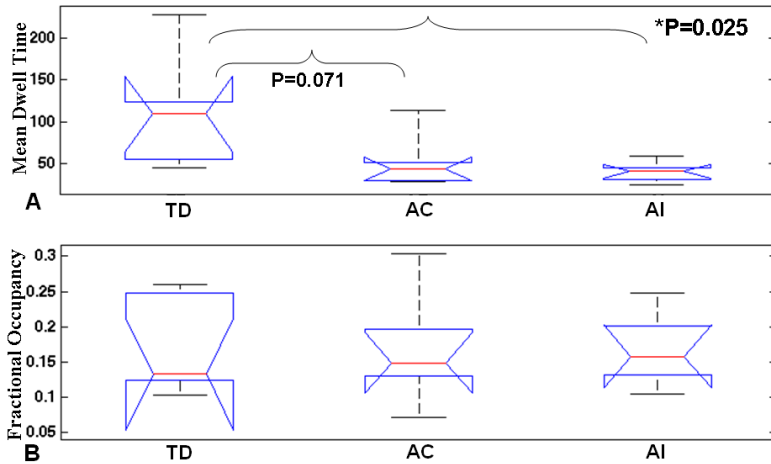 Mean Dwell Time
200
150
100
50
*P=0.025
P=0.071
A
TD
AC
AI
Fractional Occupancy
0.3
0.25
0.2
0.15
0.1
0.05
B
TD
AC
AI